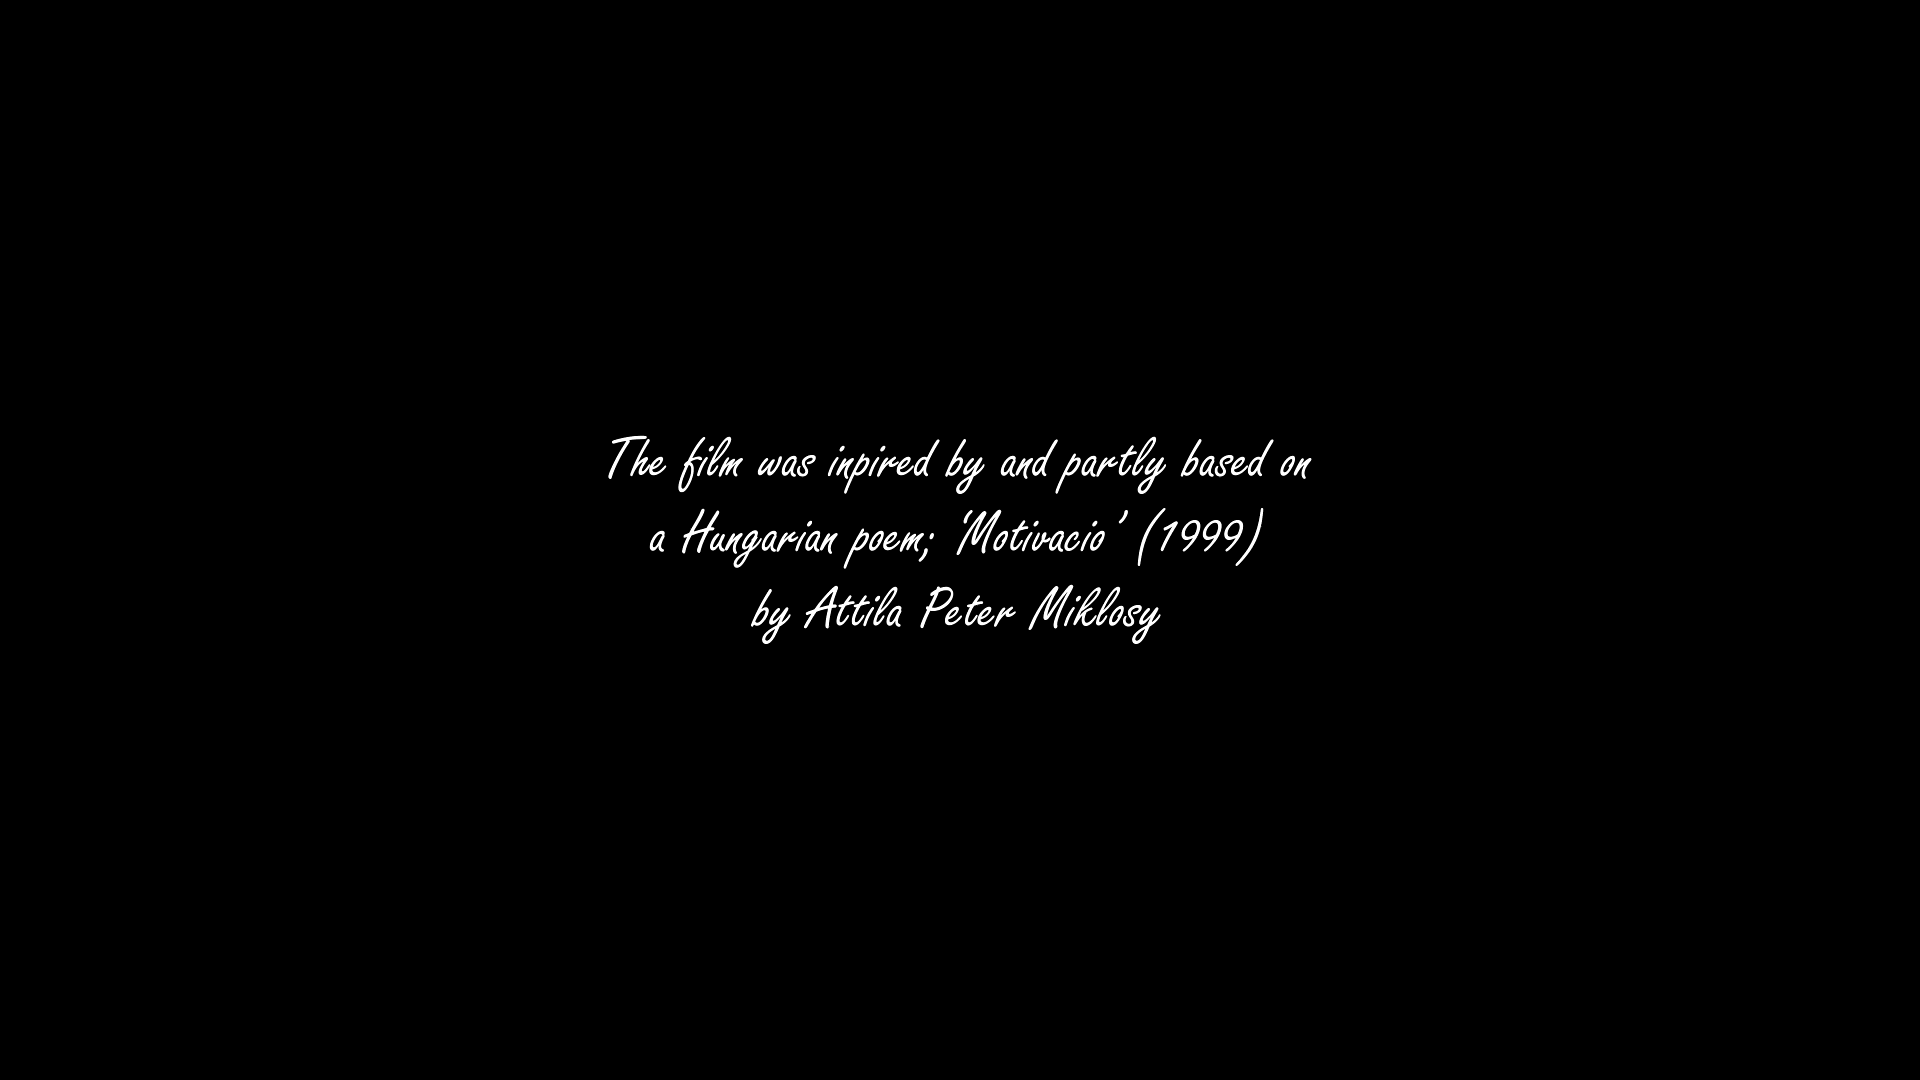 The film was inpired by and partly based on
a Hungarian poem; 'Motivacio' (1999)
by Attila Peter Miklosy